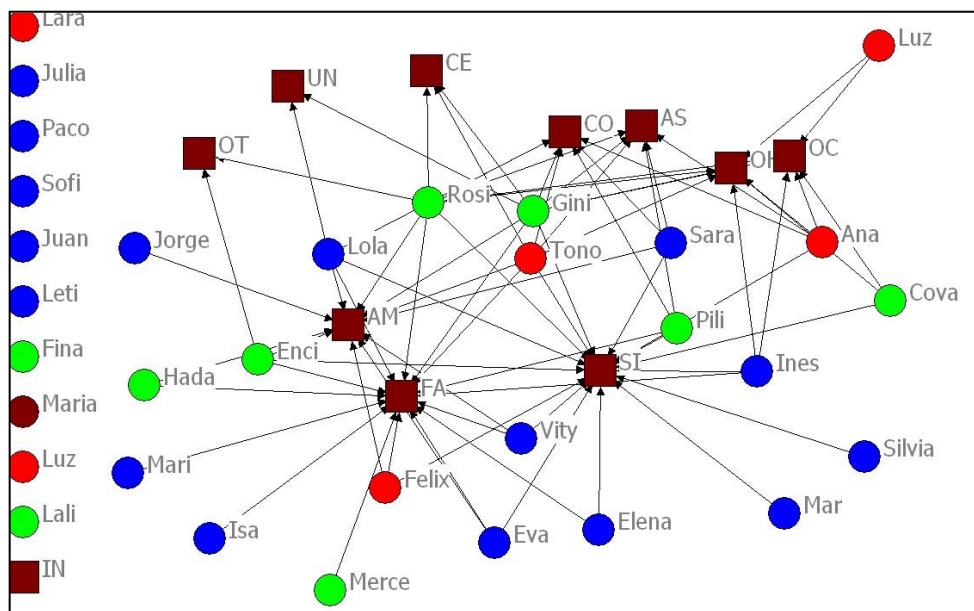 Lara
Julia
Paco
Sofi
Juan
Leti
Fina
Maria
Luz
Lali
IN
Luz
CE
UN
AS
CO
OC
OH
OT
Rosi
Gini
Sara
Ana
Jorge
Lola
Tono
Cova
AM
Pili
Enci
SI
Ines
Hada
FA
Vity
Silvia
Mari
Felix
Mar
Elena
Isa
Eva
Merce